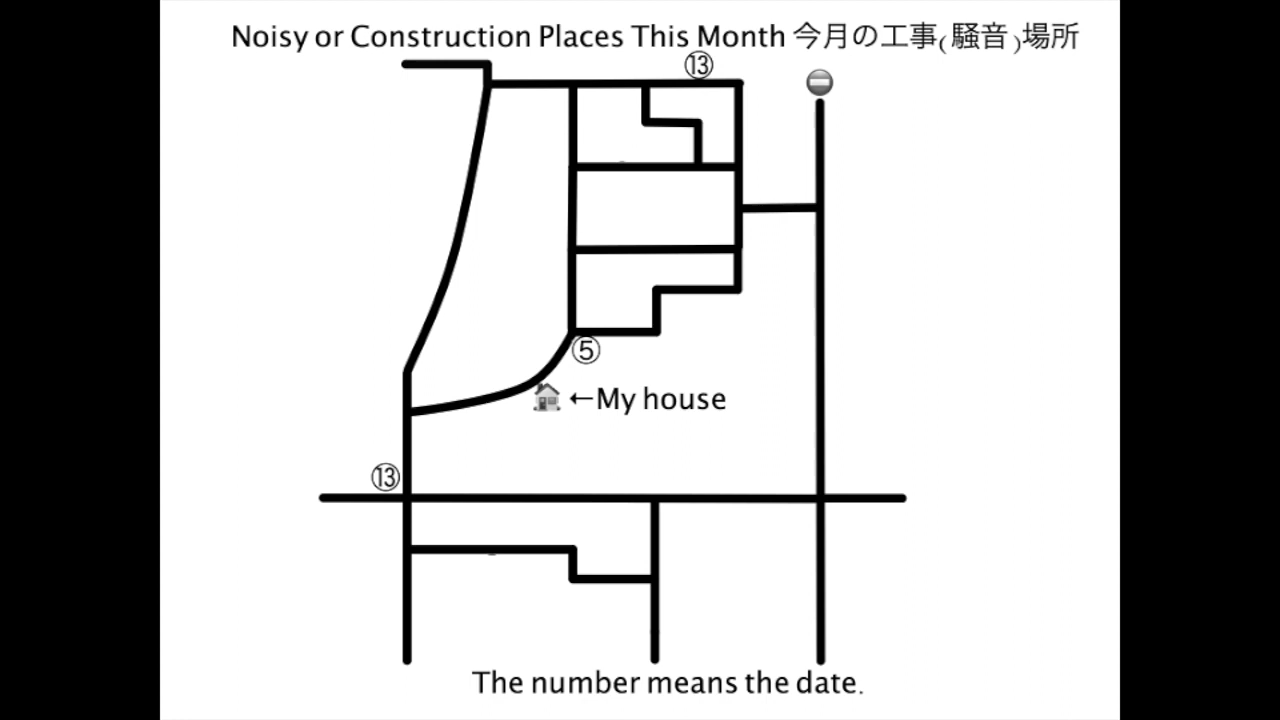 Noisy or Construction Places This Month 今月の工事(騒音)場所
⑬
⑤
←My house
⑬
The number means the date.